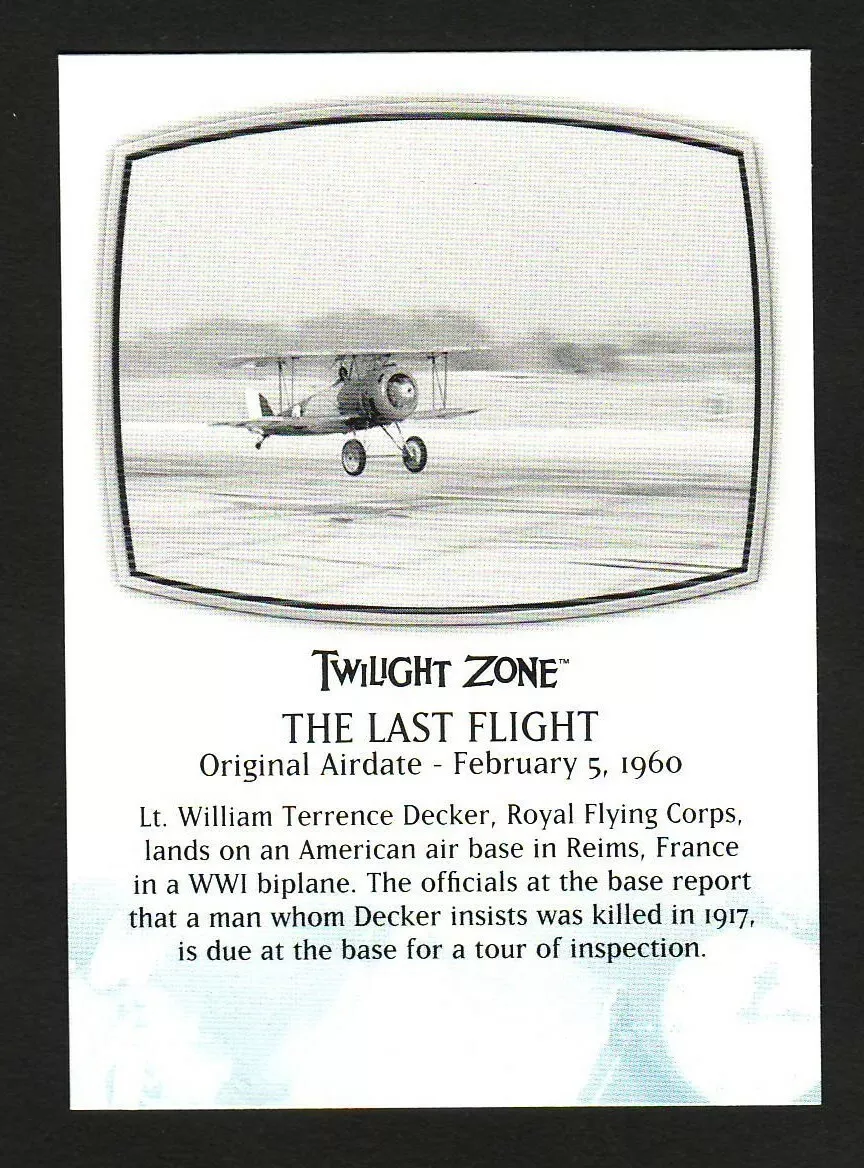 TWILIGHT ZONE™
THE LAST FLIGHT
Original Airdate - February 5, 1960
Lt. William Terrence Decker, Royal Flying Corps,
lands on an American air base in Reims, France
in a WWI biplane. The officials at the base report
that a man whom Decker insists was killed in 1917,
is due at the base for a tour of inspection.